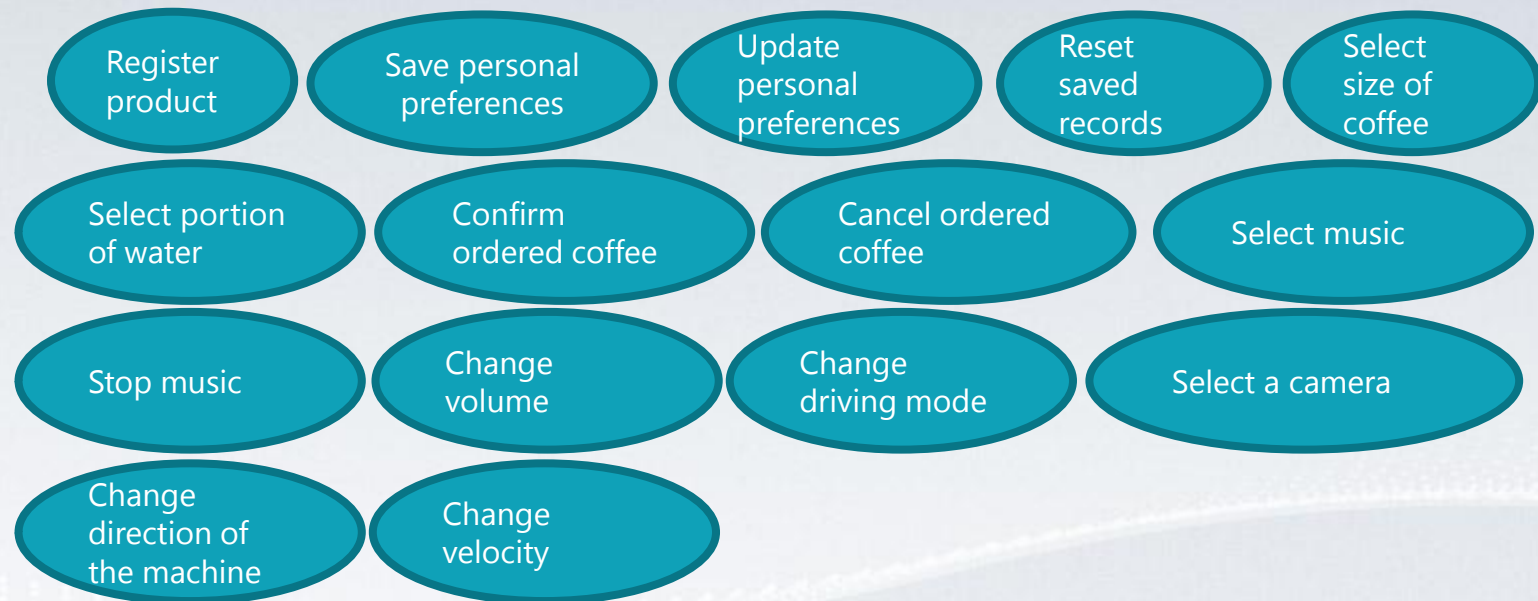 Register
product
Save personal
preferences
Update
personal
preferences
Reset
saved
records
Select
size of
coffee
Select portion
of water
Confirm
ordered coffee
Cancel ordered
coffee
Select music
Stop music
Change
volume
Change
driving mode
Select a camera
Change
direction of
the machine
Change
velocity